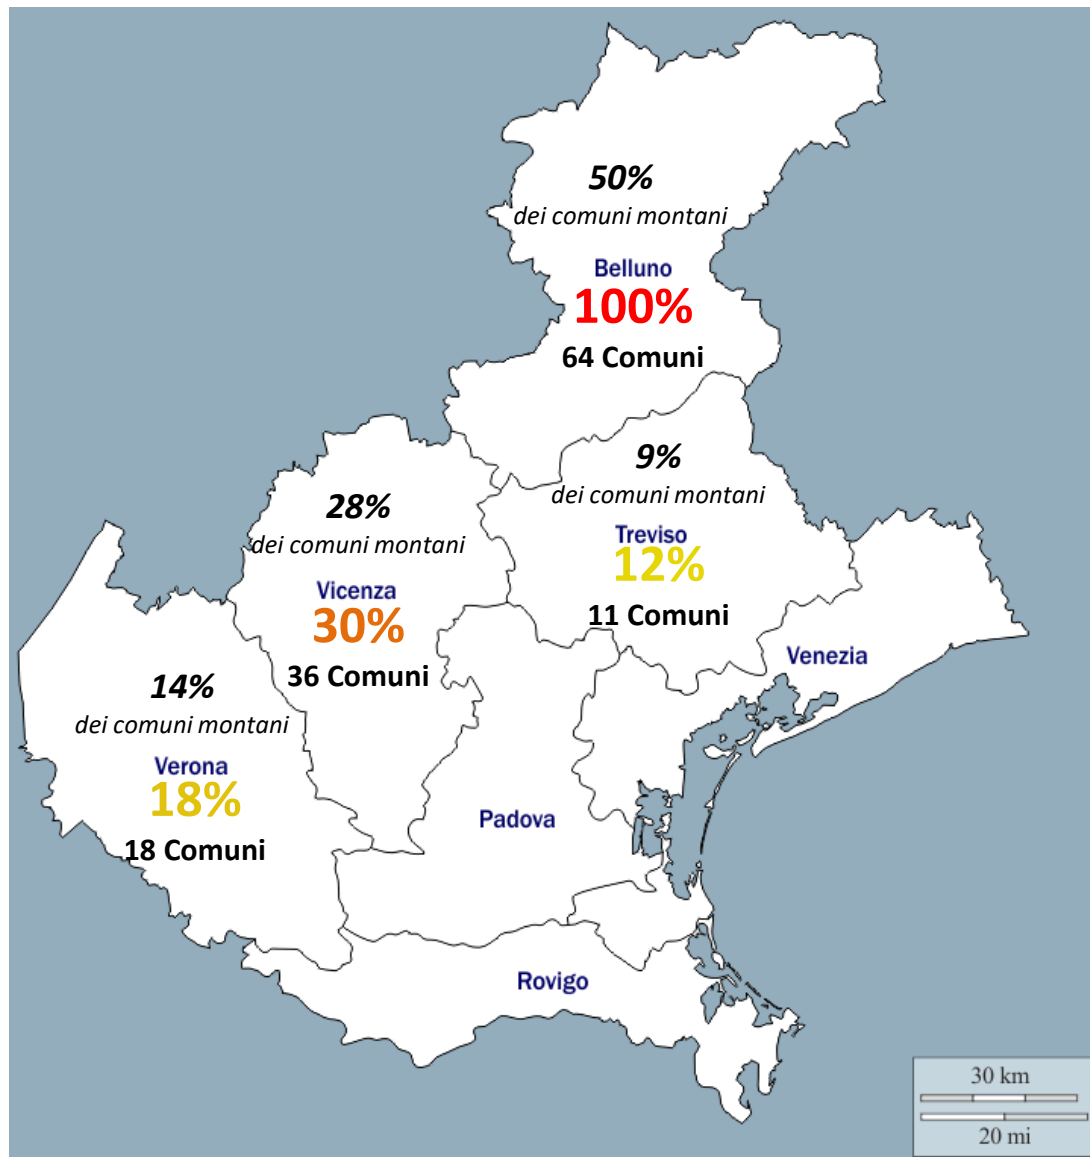 50%
dei comuni montani
Belluno
100%
64 Comuni
9%
dei comuni montani
Treviso
12%
11 Comuni
28%
dei comuni montani
Vicenza
30%
36 Comuni
Venezia
14%
dei comuni montani
Verona
18%
18 Comuni
Padova
Rovigo
30 km
20 mi